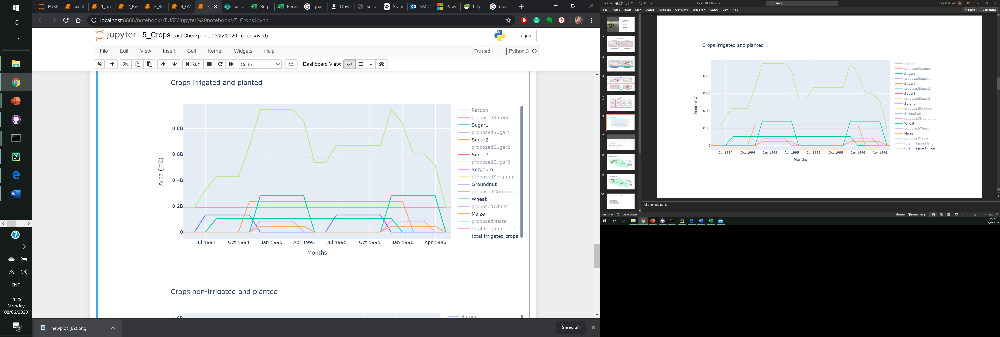 FUSE
work
1_pro
2_Riv
3_Res
4_GW
5_
susta
Regis
Regis
ghast
Down
Secur
Stand
SMIL
Powe
https
dss -
localhost:8888/notebooks/FUSE/Jupyter%20notebooks/5_Crops.ipynb
jupyter 5_Crops Last Checkpoint: 05/22/2020 (autosaved)
Logout
File Edit View Insert Cell Kernel Widgets Help
Trusted
Python 3
Run
Code
Dashboard View:
Crops irrigated and planted
Area (m2)
0.8B
0.6B
0.4B
0.2B
0
Jul 1994 Oct 1994 Jan 1995 Apr 1995 Jul 1995 Oct 1995 Jan 1996 Apr 1996
Months
Ratoon
proposedRatoon
Sugar1
proposedSugar1
Sugar2
proposedSugar2
Sugar3
proposedSugar3
Sorghum
proposedSorghum
Groundnut
proposedGroundnut
Wheat
proposedWheat
Maize
proposedMaize
total irrigated land
total irrigated crops
Crops non-irrigated and planted
1.6B
Ratoon
newplot (62).png
Show all
ENG
11:29
Monday
08/06/2020
2
AutoSave Off
08Jun20_FUSE_NiraBasin
Search
SMILOVIC Mikhail SM
File Home Insert Draw Design Transitions Animations Slide Show Review View Help
Share
Comments
1
2
3
4
5
6
7
8
9
10
Crops irrigated and planted
Area (m2)
0.8B
0.6B
0.4B
0.2B
0
Jul 1994 Oct 1994 Jan 1995 Apr 1995 Jul 1995 Oct 1995 Jan 1996 Apr 1996
Months
Ratoon
proposedRatoon
Sugar1
proposedSugar1
Sugar2
proposedSugar2
Sugar3
proposedSugar3
Sorghum
proposedSorghum
Groundnut
proposedGroundnut
Wheat
proposedWheat
Maize
proposedMaize
total irrigated land
total irrigated crops
Click to add notes
Slide 6 of 14
English (Austria)
Notes
Display Settings
130%
11:29
08/06/2020